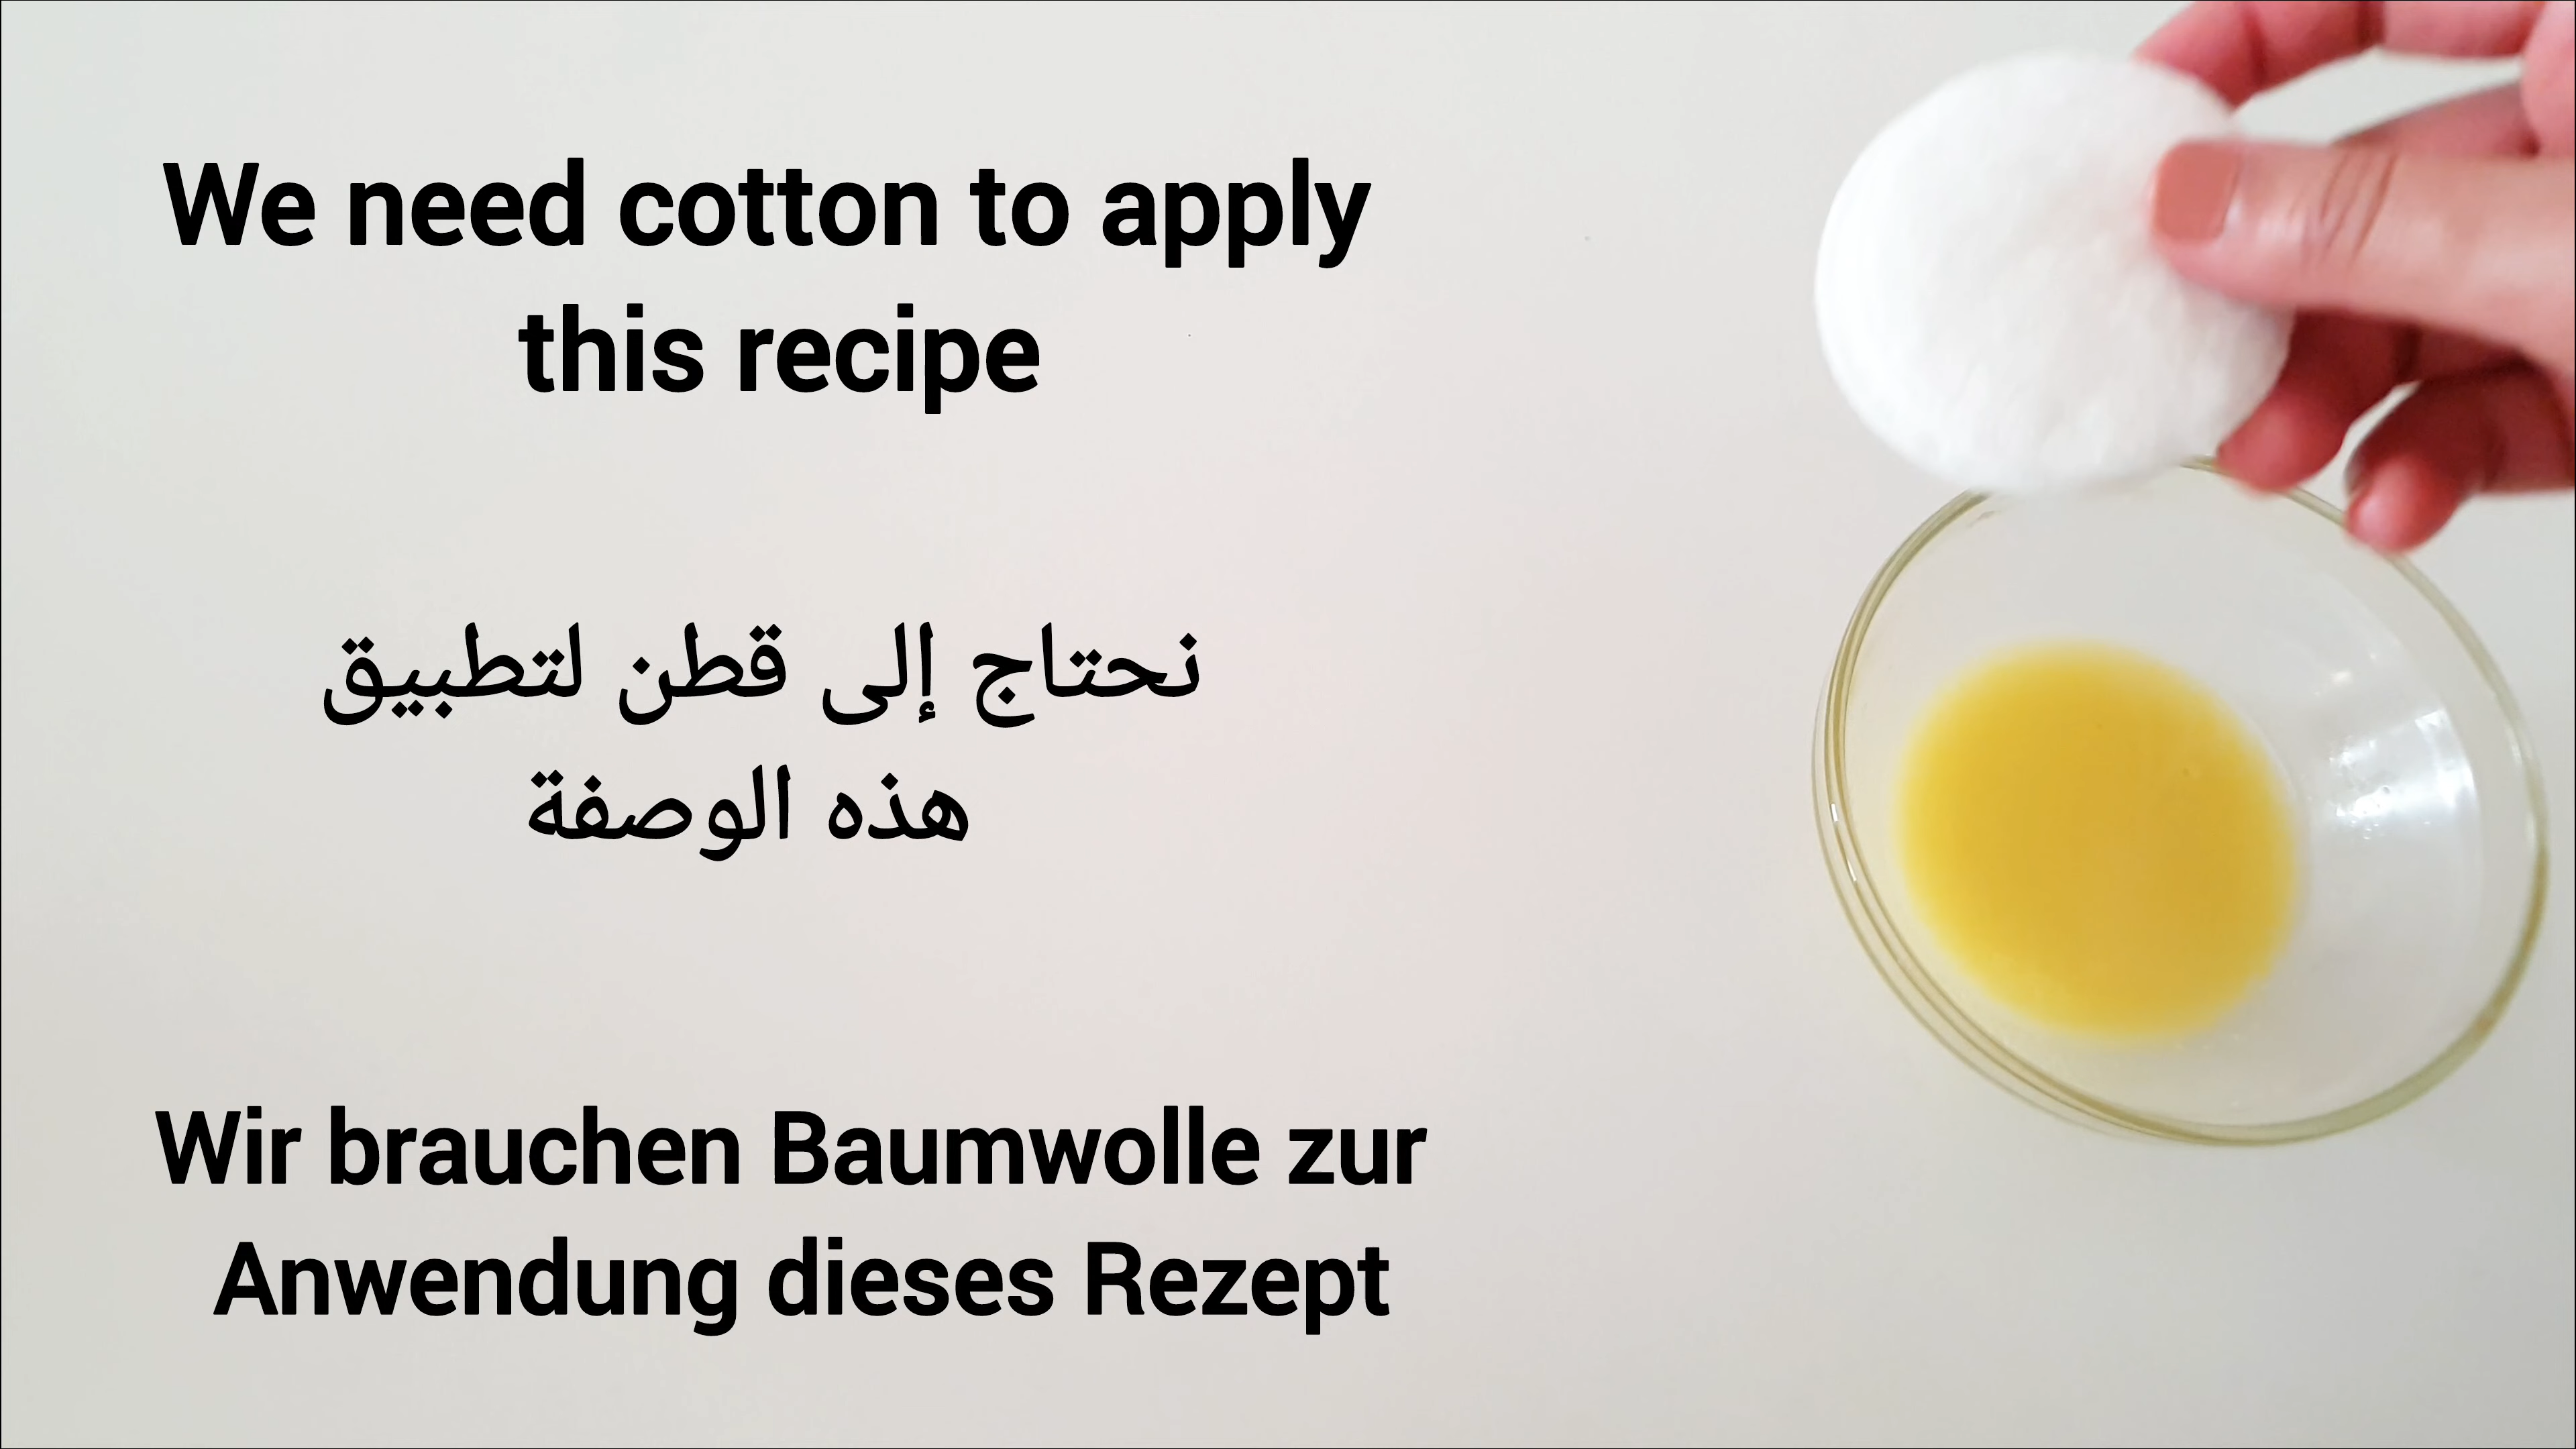 We need cotton to apply
this recipe
نحتاج إلى قطن لتطبيق
هذه الوصفة
Wir brauchen Baumwolle zur
Anwendung dieses Rezept